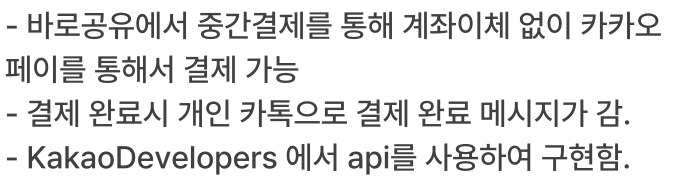 - 바로공유에서 중간결제를 통해 계좌이체 없이 카카오
페이를 통해서 결제 가능
- 결제 완료시 개인 카톡으로 결제 완료 메시지가 감.
- KakaoDevelopers 에서 api를 사용하여 구현함.